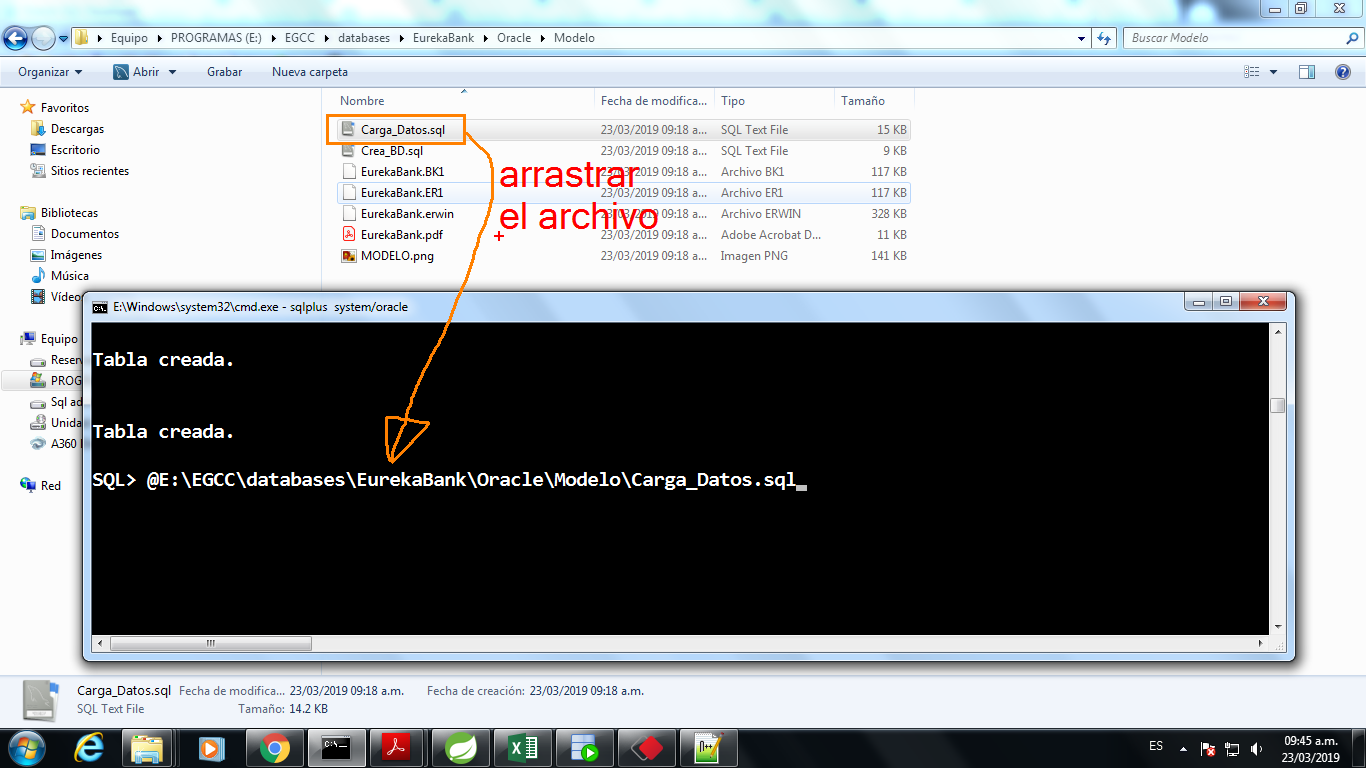 Equipo PROGRAMAS (E:) EGCC databases EurekaBank Oracle Modelo
Buscar Modelo
Organizar Abrir Grabar Nueva carpeta
Favoritos
Descargas
Escritorio
Sitios recientes
Bibliotecas
Documentos
Imágenes
Música
Equipo
Red
Nombre Fecha de modifica... Tipo Tamaño
Carga_Datos.sql 23/03/2019 09:18 a... SQL Text File 15 KB
Crea_BD.sql 23/03/2019 09:18 a... SQL Text File 9 KB
EurekaBank.BK1 23/03/2019 09:18 a... Archivo BK1 117 KB
EurekaBank.ER1 23/03/2019 09:18 a... Archivo ER1 117 KB
EurekaBank.erwin 23/03/2019 09:18 a... Archivo ERWIN 328 KB
EurekaBank.pdf 23/03/2019 09:18 a... Adobe Acrobat D... 11 KB
MODELO.png 23/03/2019 09:18 a... Imagen PNG 141 KB
arrastrar
el archivo
E:\Windows\system32\cmd.exe - sqlplus system/oracle
Tabla creada.
Tabla creada.
SQL> @E:\EGCC\databases\EurekaBank\Oracle\Modelo\Carga_Datos.sql
Carga_Datos.sql Fecha de modifica... 23/03/2019 09:18 a.m. Fecha de creación: 23/03/2019 09:18 a.m.
SQL Text File Tamaño: 14.2 KB
ES
09:45 a.m.
23/03/2019